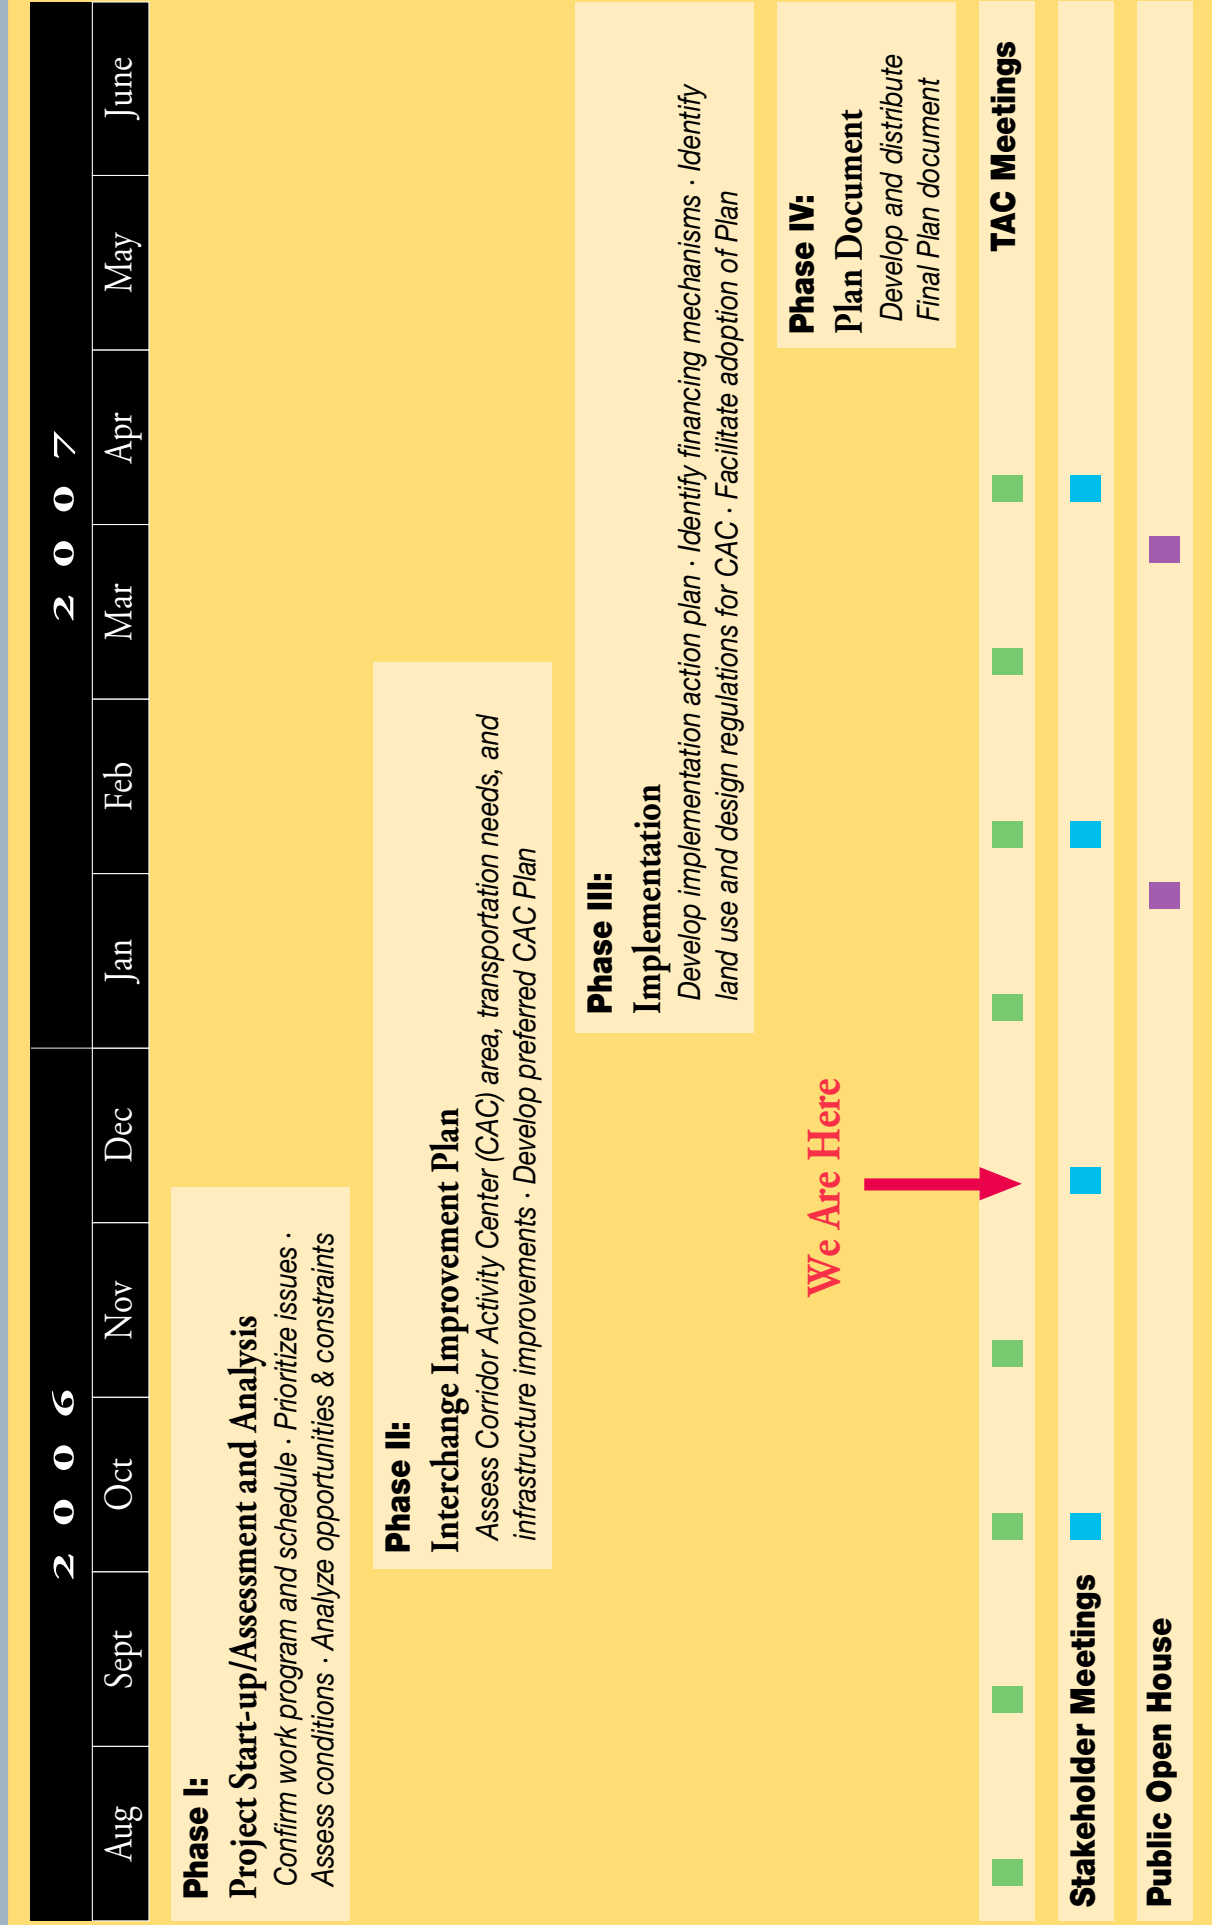 2006
2007
Aug
Sept
Oct
Nov
Dec
Jan
Feb
Mar
Apr
May
June
Phase I:
Project Start-up/Assessment and Analysis
Confirm work program and schedule · Prioritize issues ·
Assess conditions · Analyze opportunities & constraints
Phase II:
Interchange Improvement Plan
Assess Corridor Activity Center (CAC) area, transportation needs, and
infrastructure improvements · Develop preferred CAC Plan
Phase III:
Implementation
Develop implementation action plan · Identify financing mechanisms · Identify
land use and design regulations for CAC · Facilitate adoption of Plan
Phase IV:
Plan Document
Develop and distribute
Final Plan document
We Are Here
TAC Meetings
Stakeholder Meetings
Public Open House